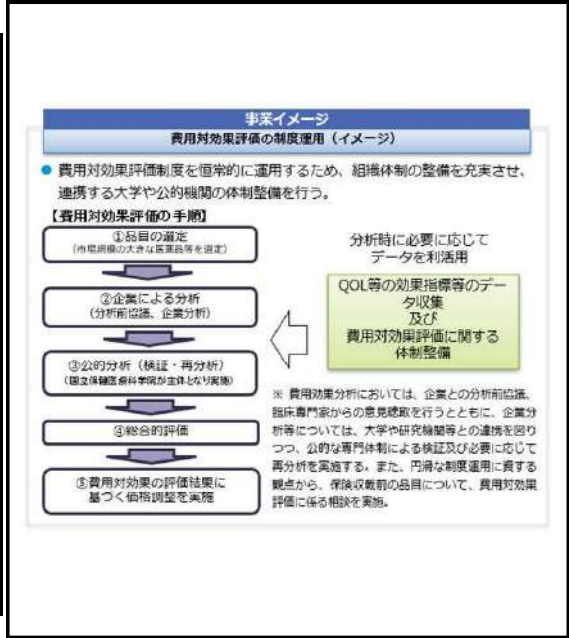 事業イメージ
費用対効果評価の制度運用（イメージ）
● 費用対効果評価制度を恒常的に運用するため、組織体制の整備を充実させ、
連携する大学や公的機関の体制整備を行う。
【費用対効果評価の手順】
①品目の選定
（市場規模の大きな医薬品等を選定）
②企業による分析
（分析前協議、企業分析）
③公的分析（検証・再分析）
（国立保健医療科学院が主体となり実施）
④総合的評価
⑤費用対効果の評価結果に
基づく価格調整を実施
分析時に必要に応じて
データを利活用
QOL等の効果指標等のデー
タ収集
及び
費用対効果評価に関する
体制整備
※ 費用効果分析においては、企業との分析前協議、
臨床専門家からの意見聴取を行うとともに、企業分
析等については、大学や研究機関等との連携を図り
つつ、公的な専門体制による検証及び必要に応じて
再分析を実施する。また、円滑な制度運用に資する
観点から、保険収載前の品目について、費用対効果
評価に係る相談を実施。